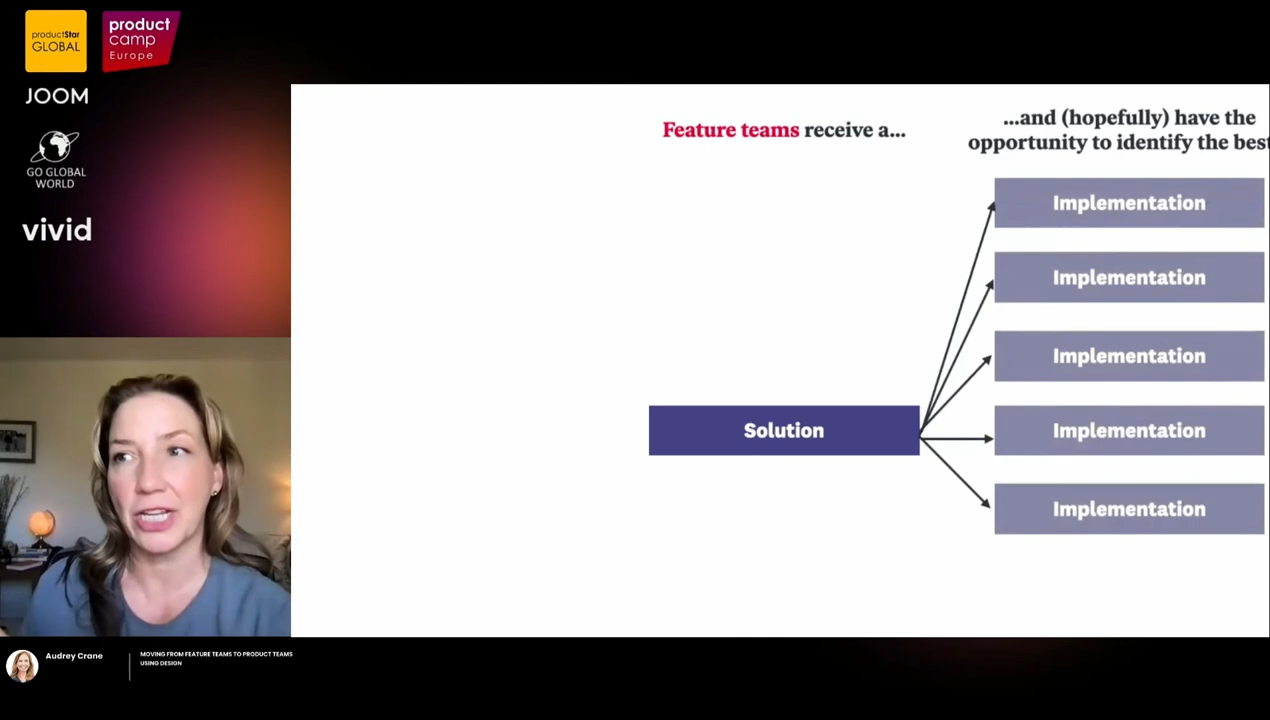 productStar
GLOBAL
product
camp
Europe
JOOM
GO GLOBAL
WORLD
vivid
Feature teams receive a...
...and (hopefully) have the
opportunity to identify the best
Implementation
Implementation
Implementation
Solution
Implementation
Implementation
Audrey Crane
MOVING FROM FEATURE TEAMS TO PRODUCT TEAMS
USING DESIGN